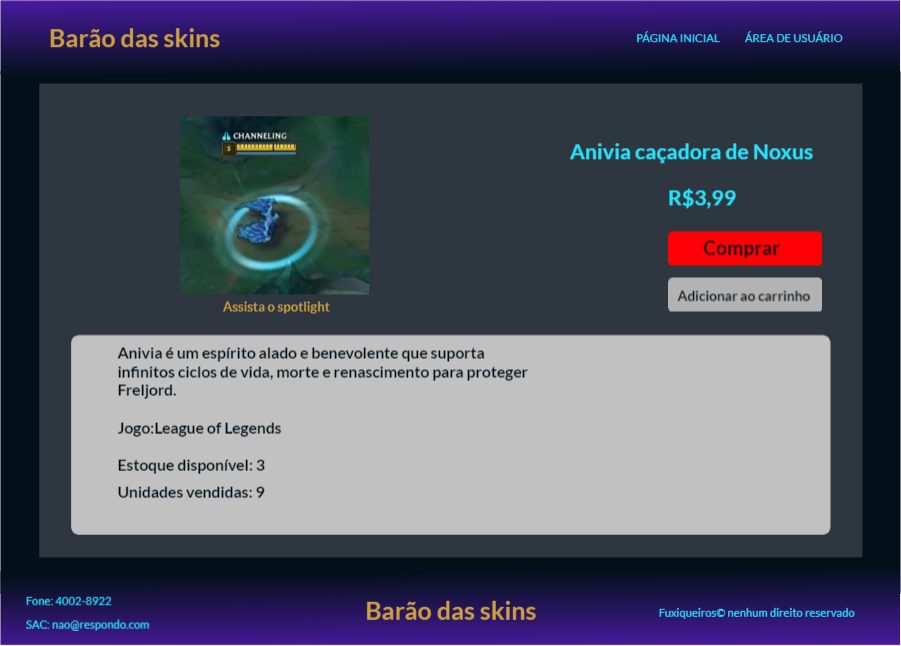 Barão das skins
PÁGINA INICIAL
ÁREA DE USUÁRIO
CHANNELING
3
Assista o spotlight
Anivia caçadora de Noxus
R$3,99
Comprar
Adicionar ao carrinho
Anivia é um espírito alado e benevolente que suporta
infinitos ciclos de vida, morte e renascimento para proteger
Freljord.
Jogo:League of Legends
Estoque disponível: 3
Unidades vendidas: 9
Fone: 4002-8922
SAC: nao@respondo.com
Barão das skins
Fuxiqueiros© nenhum direito reservado